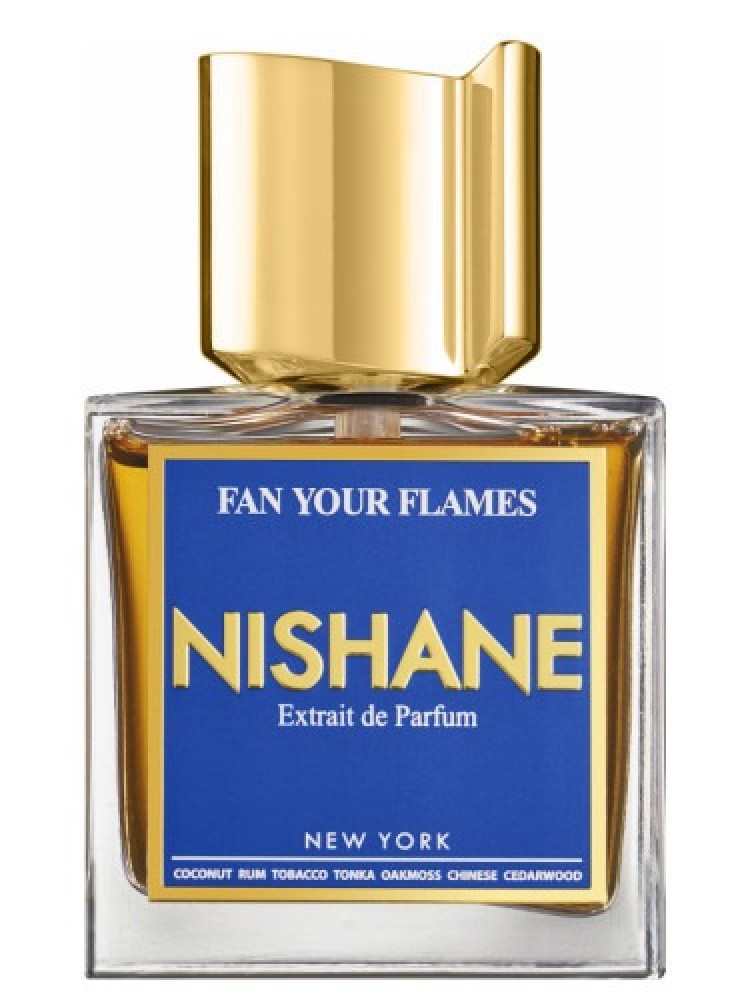 FAN YOUR FLAMES
NISHANE
Extrait de Parfum
NEW YORK
COCONUT RUM TOBACCO TONKA OAKMOSS CHINESE CEDARWOOD